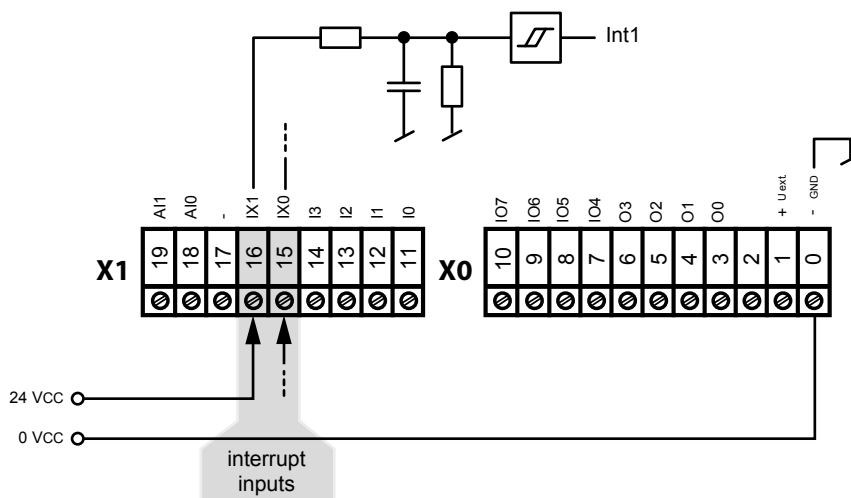 Int1
AI1 AI0 - IX1 IX0 I3 I2 I1 I0
IO7 IO6 IO5 IO4 O3 O2 O1 O0 + U ext. - GND
X1 19 18 17 16 15 14 13 12 11
X0 10 9 8 7 6 5 4 3 2 1 0
24 VCC
0 VCC
interrupt
inputs